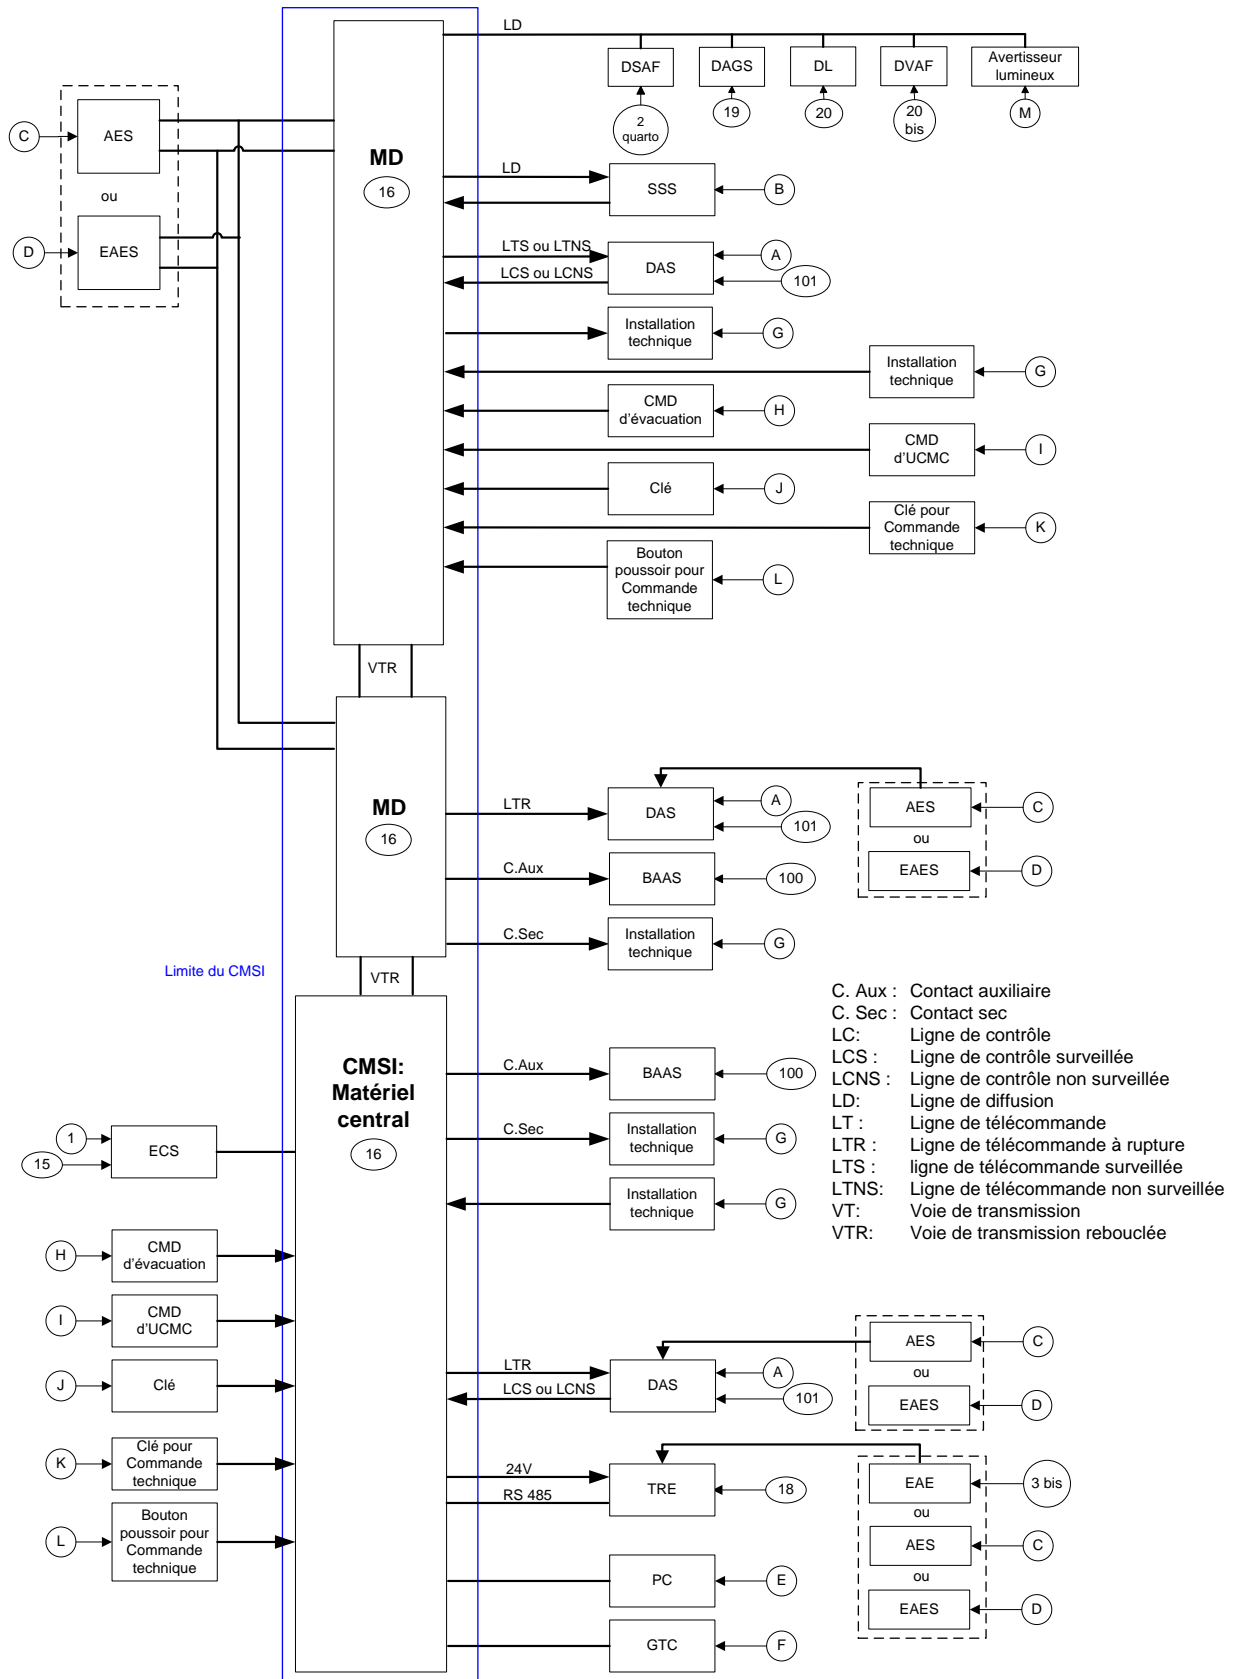 LD
DSAF
DAGS
DL
DVAF
Avertisseur
lumineux
2
quarto
19
20
20
bis
M
C
AES
ou
D
EAES
MD
16
LD
SSS
B
LTS ou LTNS
LCS ou LCNS
DAS
A
101
Installation
technique
G
Installation
technique
G
CMD
d'évacuation
H
CMD
d'UCMC
I
Clé
J
Clé pour
Commande
technique
K
Bouton
poussoir pour
Commande
technique
L
VTR
MD
16
LTR
DAS
A
101
AES
C
ou
EAES
D
C.Aux
BAAS
100
C.Sec
Installation
technique
G
Limite du CMSI
VTR
CMSI:
Matériel
central
16
C.Aux
BAAS
100
C.Sec
Installation
technique
G
Installation
technique
G
C. Aux : Contact auxiliaire
C. Sec : Contact sec
LC: Ligne de contrôle
LCS : Ligne de contrôle surveillée
LCNS : Ligne de contrôle non surveillée
LD: Ligne de diffusion
LT : Ligne de télécommande
LTR : Ligne de télécommande à rupture
LTS : ligne de télécommande surveillée
LTNS: Ligne de télécommande non surveillée
VT: Voie de transmission
VTR: Voie de transmission rebouclée
1
15
ECS
H
CMD
d'évacuation
I
CMD
d'UCMC
J
Clé
K
Clé pour
Commande
technique
L
Bouton
poussoir pour
Commande
technique
LTR
LCS ou LCNS
DAS
A
101
AES
C
ou
EAES
D
24V
RS 485
TRE
18
EAE
3 bis
ou
AES
C
ou
EAES
D
PC
E
GTC
F